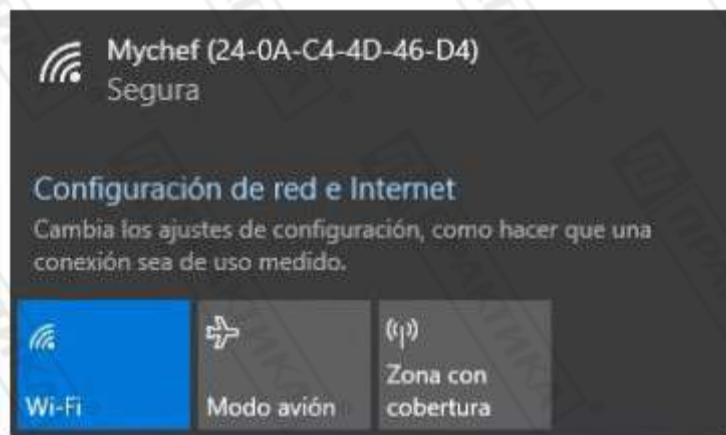 Mychef (24-0A-C4-4D-46-D4)
Segura
Configuración de red e Internet
Cambia los ajustes de configuración, como hacer que una
conexión sea de uso medido.
Wi-Fi
Modo avión
Zona con
cobertura
ПРАКТИКА